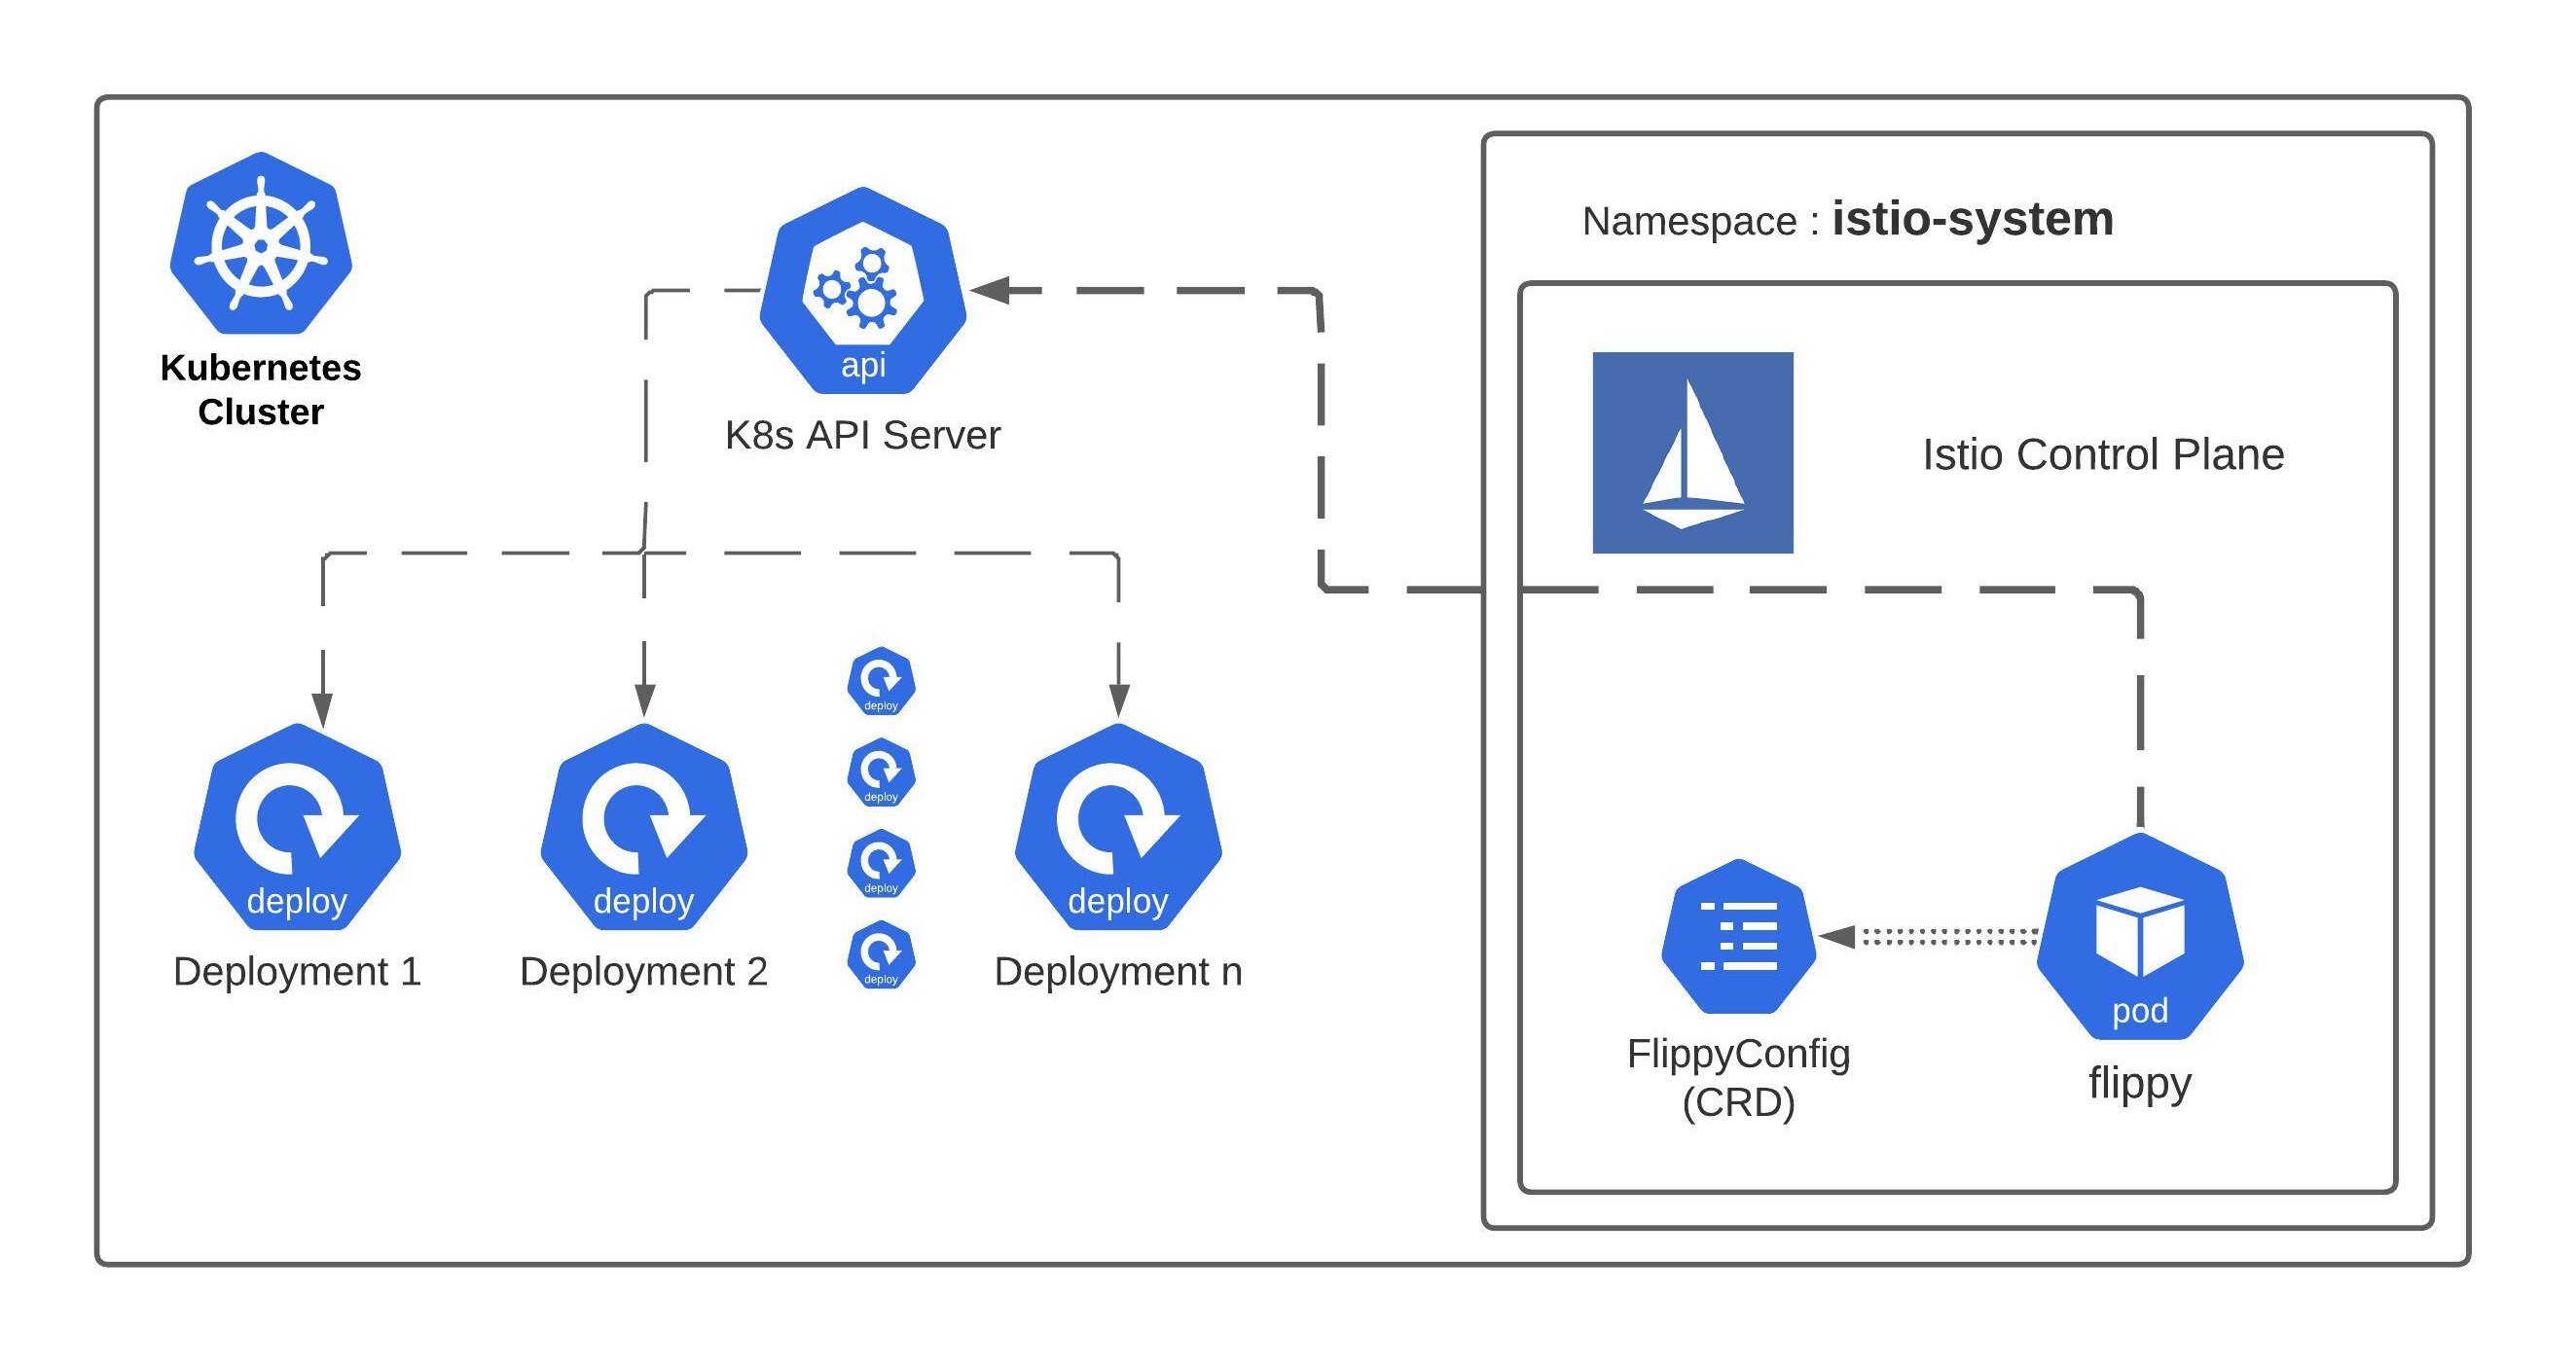 Kubernetes
Cluster
api
K8s API Server
Namespace : istio-system
Istio Control Plane
deploy
Deployment 1
deploy
Deployment 2
deploy
deploy
deploy
deploy
deploy
Deployment n
FlippyConfig
(CRD)
pod
flippy